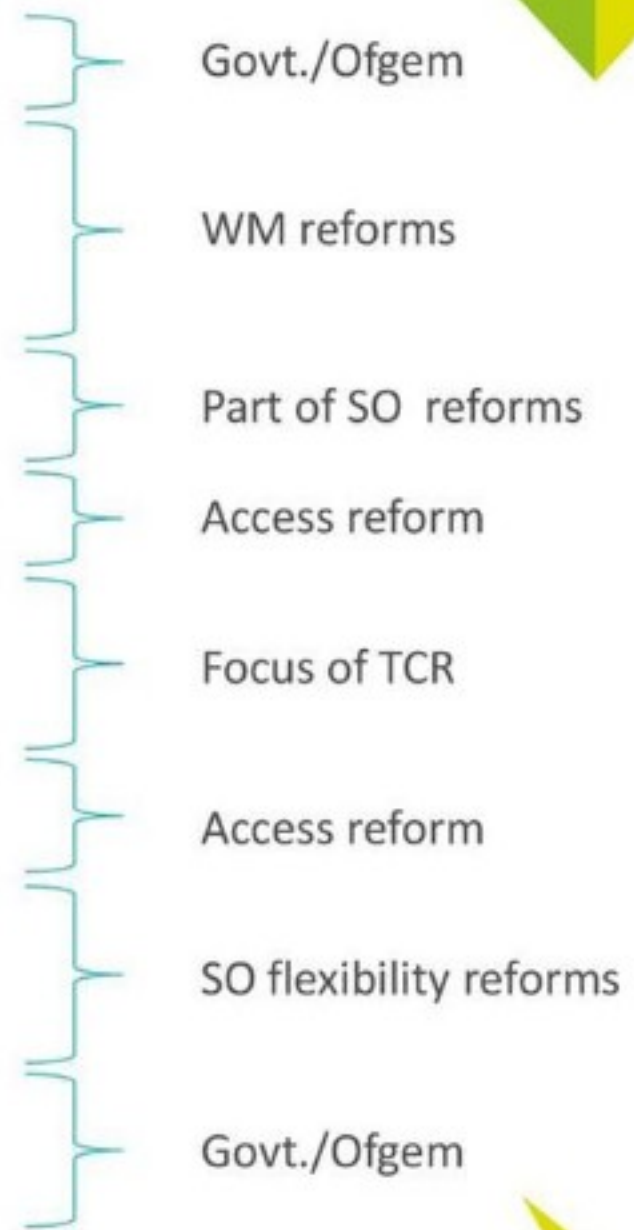 Govt./Ofgem
WM reforms
Part of SO reforms
Access reform
Focus of TCR
Access reform
SO flexibility reforms
Govt./Ofgem